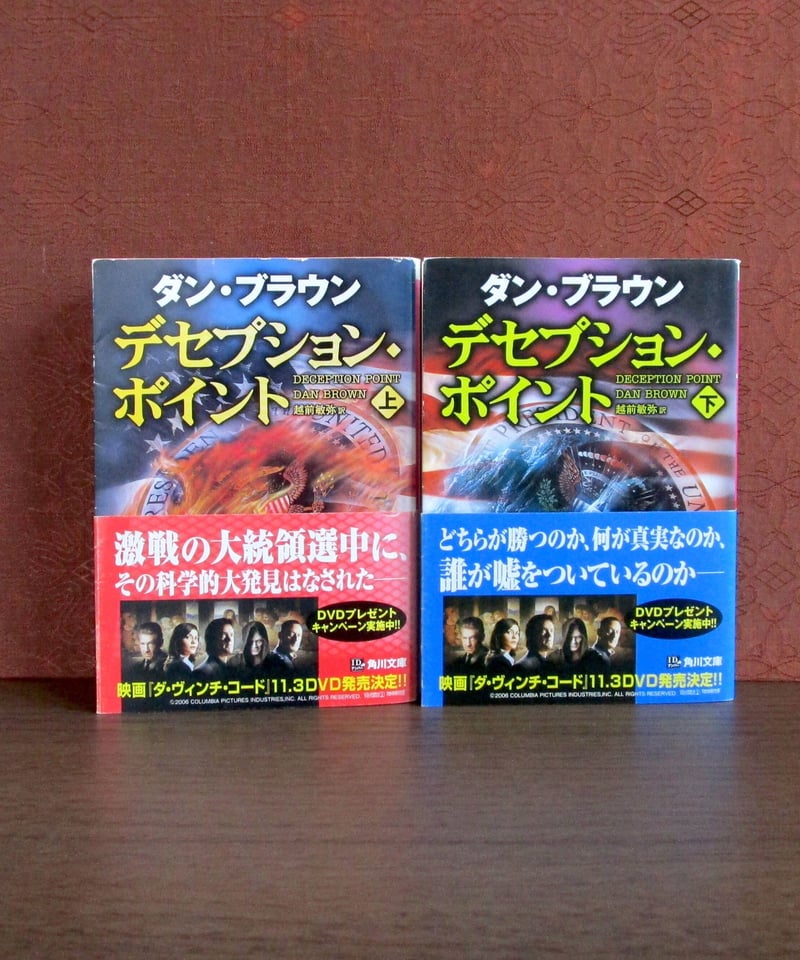 ダン・ブラウン
デセプション・
ポイント
DECEPTION POINT
DAN BROWN
越前敏弥 訳
上
激戦の大統領選中に、
その科学的大発見はなされた――
DVDプレゼント
キャンペーン実施中!!
角川文庫
映画『ダ・ヴィンチ・コード』11.3DVD発売決定!!
©2006 COLUMBIA PICTURES INDUSTRIES,INC. ALL RIGHTS RESERVED.
ダン・ブラウン
デセプション・
ポイント
DECEPTION POINT
DAN BROWN
越前敏弥 訳
下
PRESIDENT OF THE UN
どちらが勝つのか、何が真実なのか、
誰が嘘をついているのか――
DVDプレゼント
キャンペーン実施中!!
角川文庫
映画『ダ・ヴィンチ・コード』11.3DVD発売決定!!
©2006 COLUMBIA PICTURES INDUSTRIES,INC. ALL RIGHTS RESERVED.